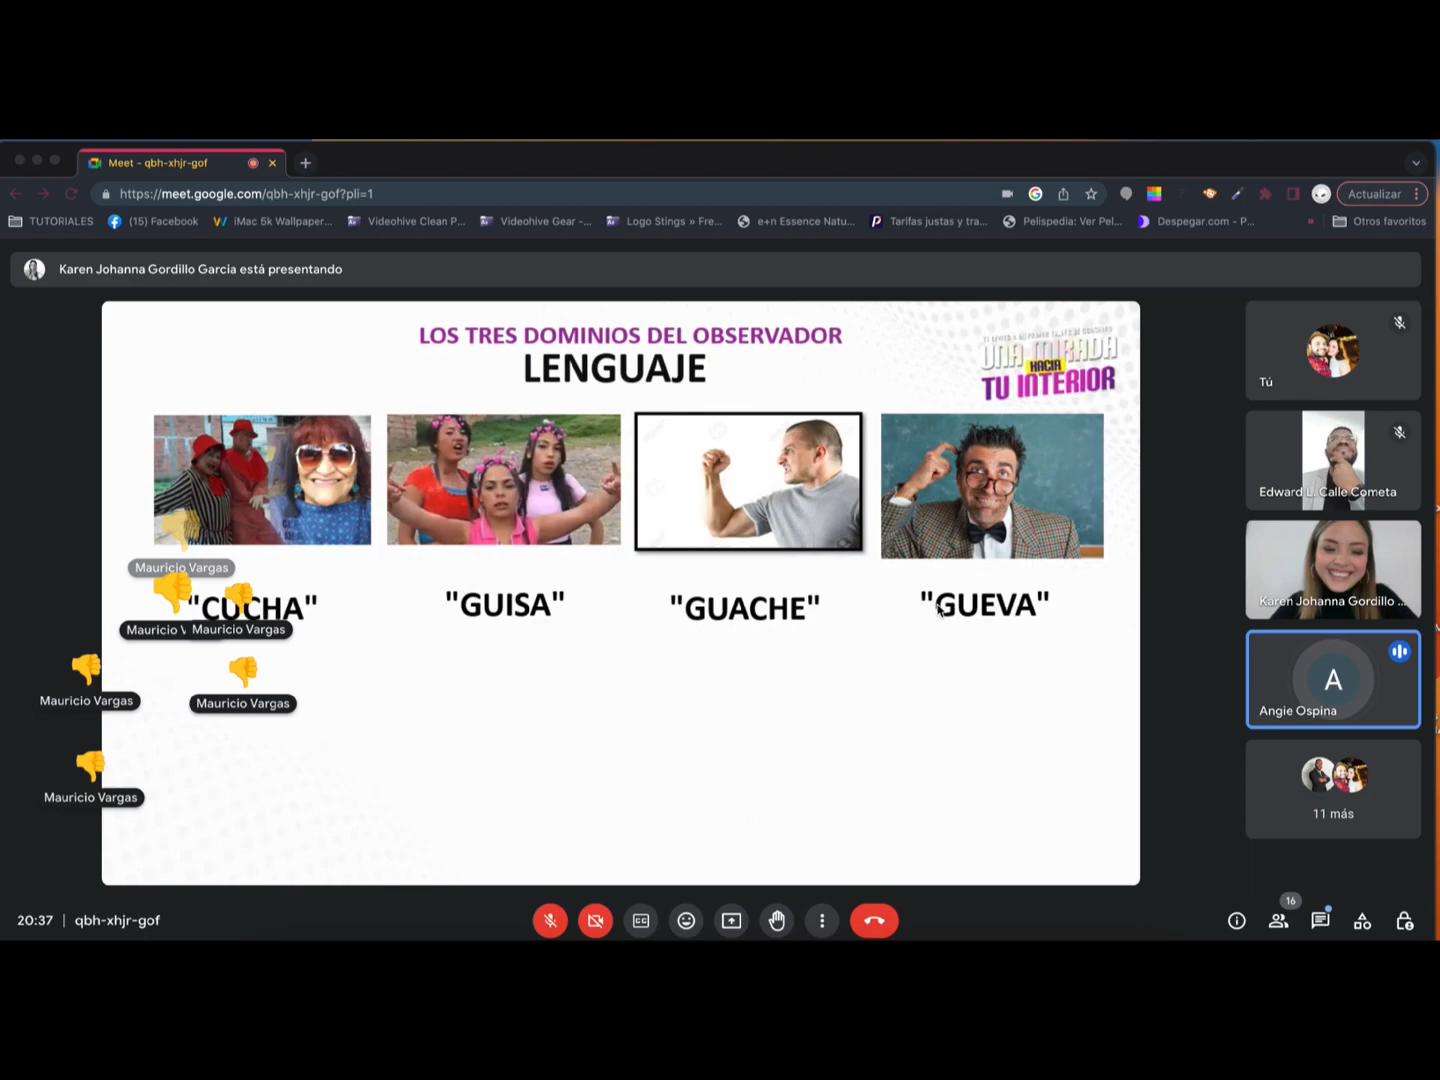 Meet - qbh-xhjr-gof
https://meet.google.com/qbh-xhjr-gof?pli=1
Actualizar
TUTORIALES
(15) Facebook
iMac 5k Wallpaper...
Videohive Clean P...
Videohive Gear -...
Logo Stings » Fre...
e+n Essence Natu...
Tarifas justas y tra...
Pelispedia: Ver Pel...
Despegar.com - P...
»
Otros favoritos
Karen Johanna Gordillo Garcia está presentando
LOS TRES DOMINIOS DEL OBSERVADOR
LENGUAJE
UNA MIRADA
HACIA
TU INTERIOR
"CUCHA"
"GUISA"
"GUACHE"
"GUEVA"
Mauricio Vargas
Mauricio V
Mauricio Vargas
Mauricio Vargas
Mauricio Vargas
Mauricio Vargas
Tú
Edward L. Calle Cometa
Karen Johanna Gordillo ...
A
Angie Ospina
11 más
20:37 | qbh-xhjr-gof
CC
16